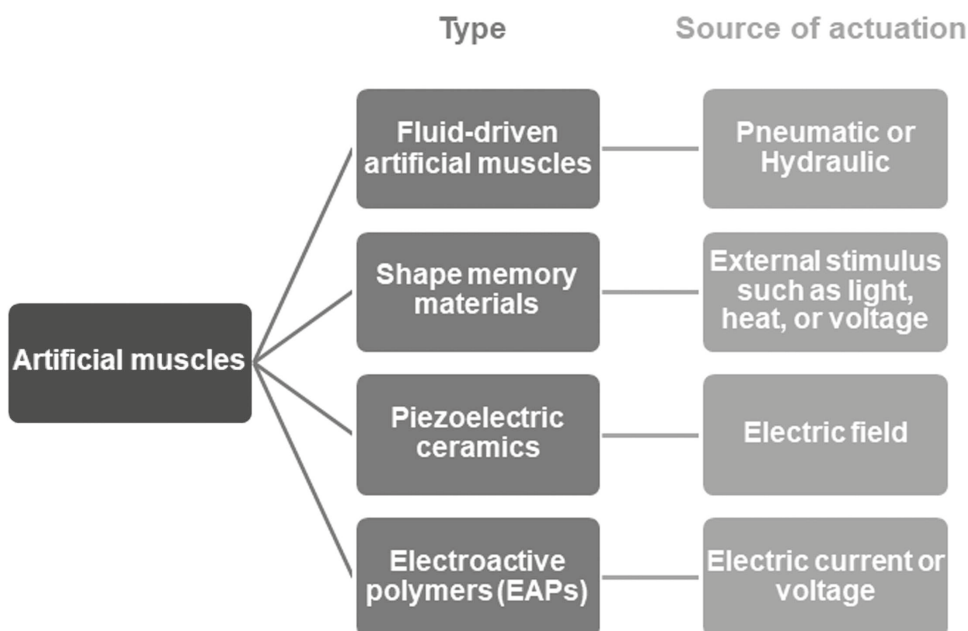 Type
Source of actuation
Fluid-driven
artificial muscles
Pneumatic or
Hydraulic
Shape memory
materials
External stimulus
such as light,
heat, or voltage
Artificial muscles
Piezoelectric
ceramics
Electric field
Electroactive
polymers (EAPs)
Electric current or
voltage